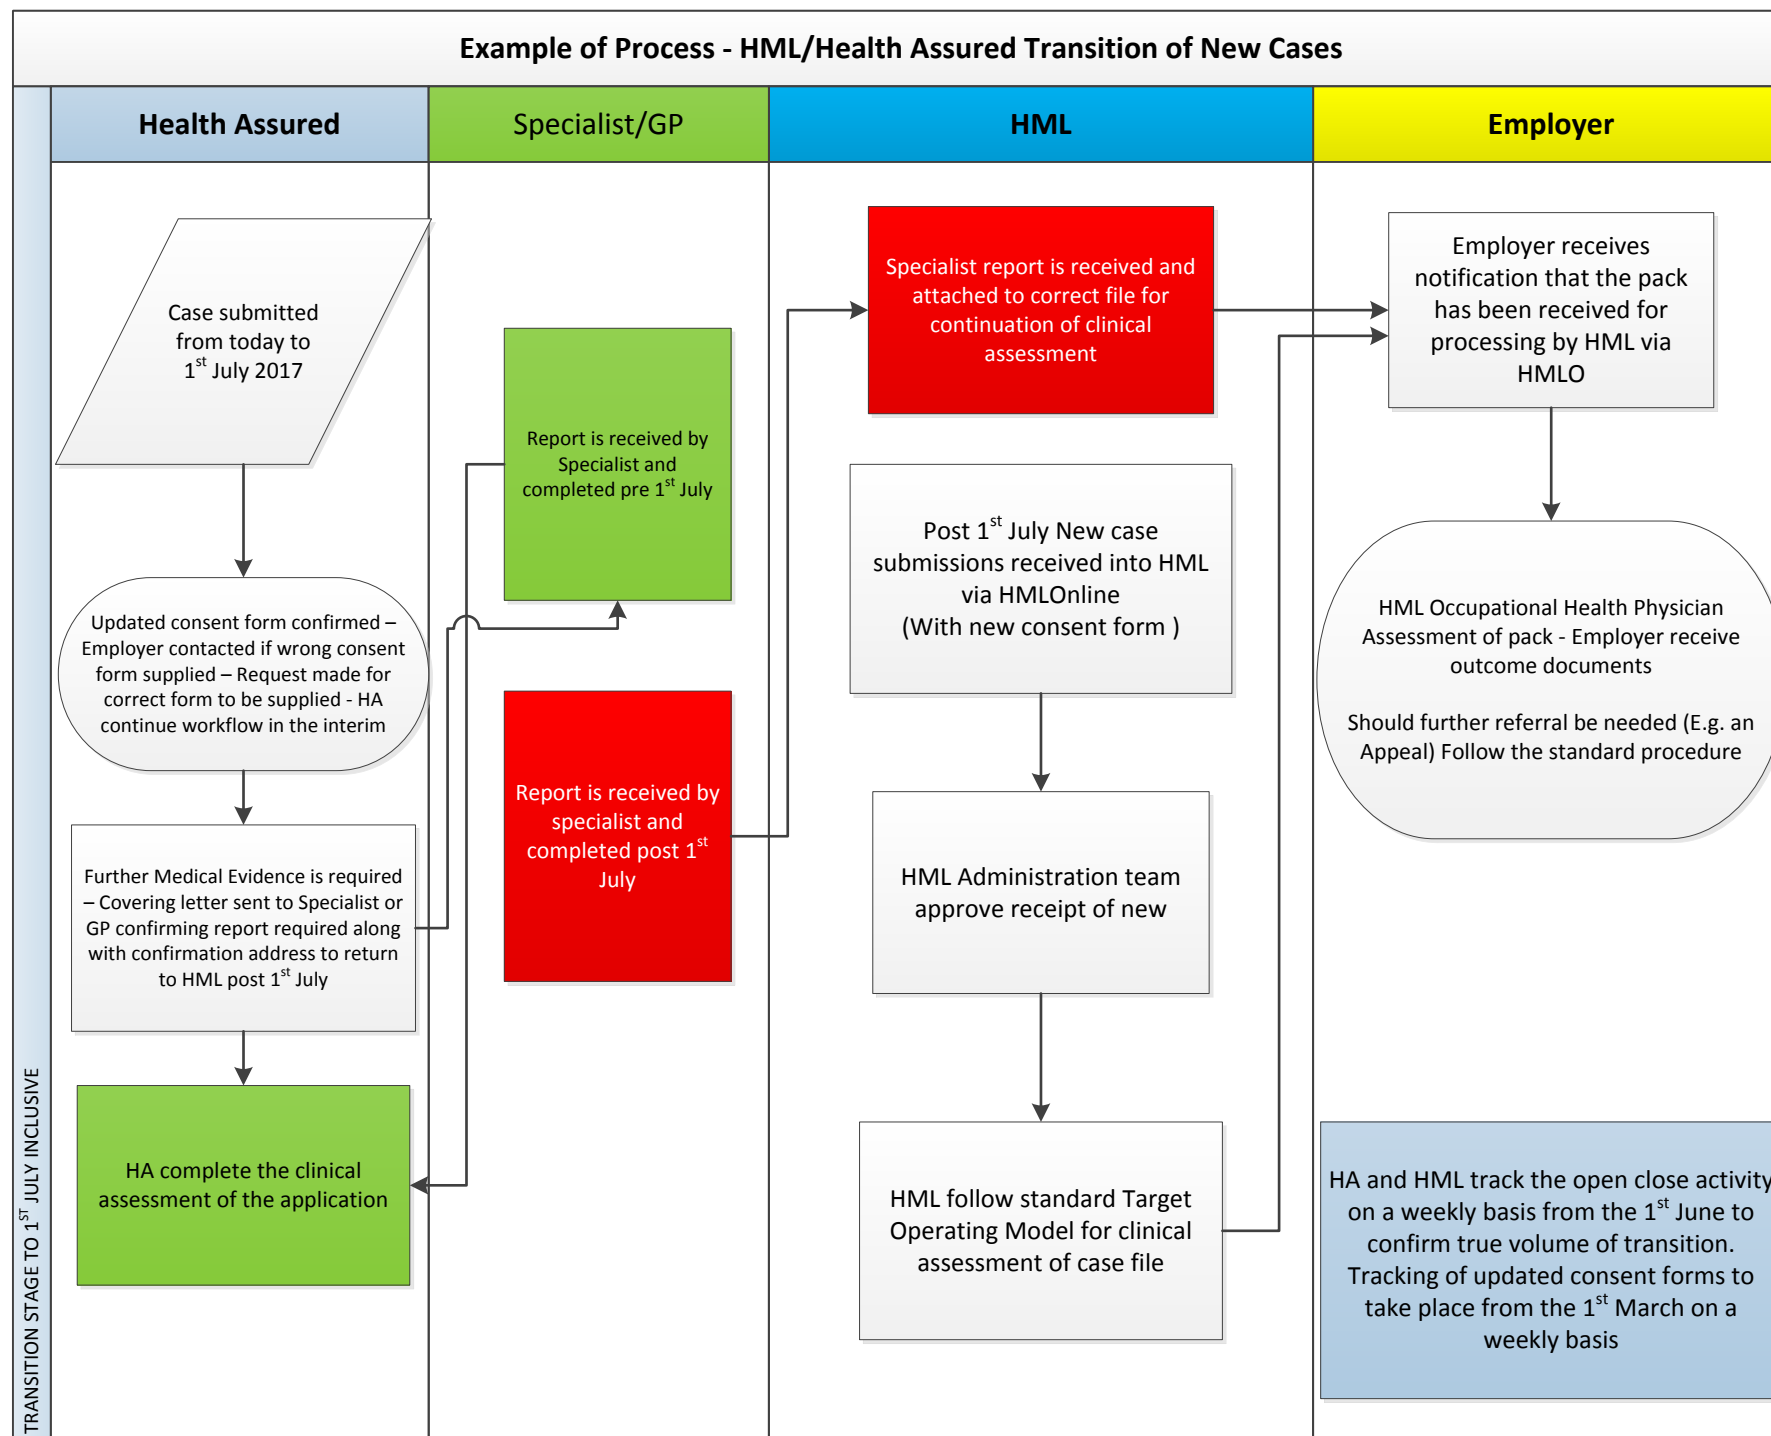 Example of Process - HML/Health Assured Transition of New Cases
Health Assured
Specialist/GP
HML
Employer
TRANSITION STAGE TO 1ST JULY INCLUSIVE
Case submitted
from today to
1st July 2017
Updated consent form confirmed –
Employer contacted if wrong consent
form supplied – Request made for
correct form to be supplied - HA
continue workflow in the interim
Further Medical Evidence is required
– Covering letter sent to Specialist or
GP confirming report required along
with confirmation address to return
to HML post 1st July
HA complete the clinical
assessment of the application
Report is received by
Specialist and
completed pre 1st July
Report is received by
specialist and
completed post 1st
July
Specialist report is received and
attached to correct file for
continuation of clinical
assessment
Post 1st July New case
submissions received into HML
via HMLOnline
(With new consent form )
HML Administration team
approve receipt of new
HML follow standard Target
Operating Model for clinical
assessment of case file
Employer receives
notification that the pack
has been received for
processing by HML via
HMLO
HML Occupational Health Physician
Assessment of pack - Employer receive
outcome documents
Should further referral be needed (E.g. an
Appeal) Follow the standard procedure
HA and HML track the open close activity
on a weekly basis from the 1st June to
confirm true volume of transition.
Tracking of updated consent forms to
take place from the 1st March on a
weekly basis